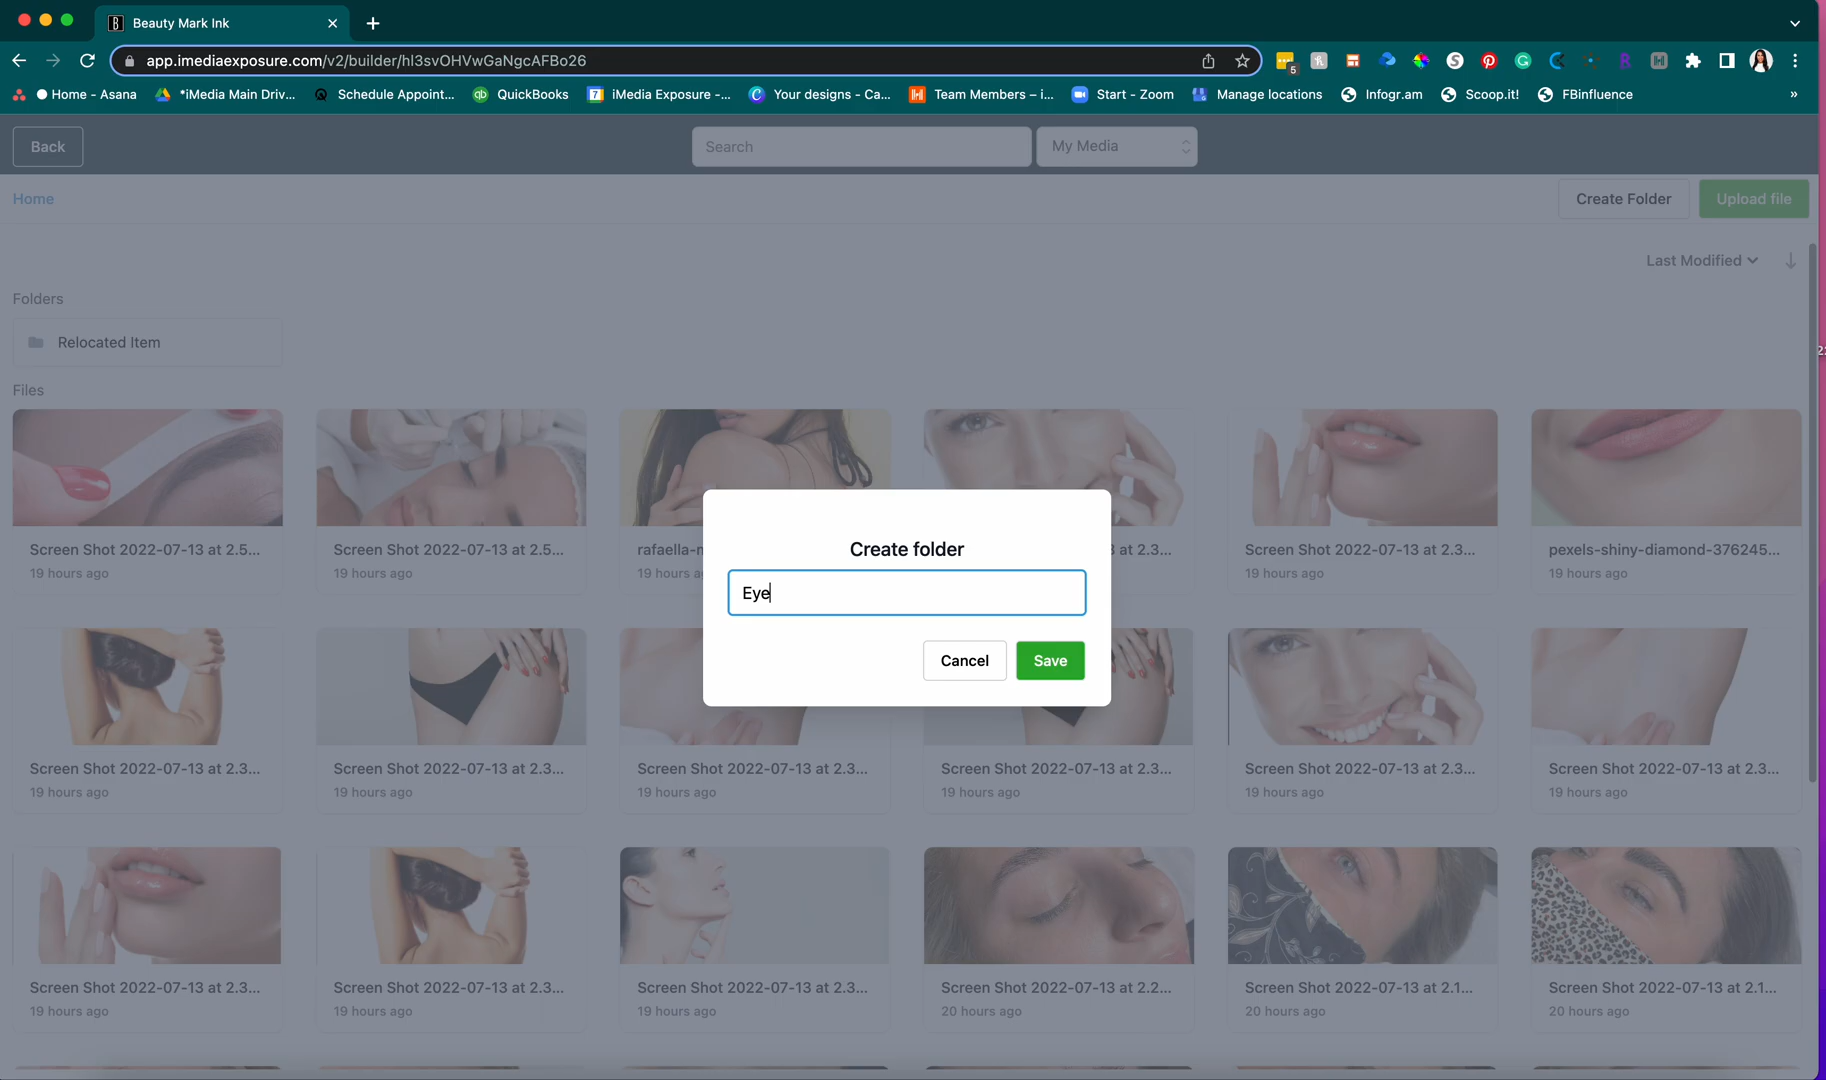 Beauty Mark Ink
app.imediaexposure.com/v2/builder/hl3svOHVwGaNgcAFBo26
5
Home - Asana
*iMedia Main Driv...
Schedule Appoint...
QuickBooks
iMedia Exposure -...
Your designs - Ca...
Team Members – i...
Start - Zoom
Manage locations
Infogr.am
Scoop.it!
FBinfluence
»
Back
Search
My Media
Home
Create Folder
Upload file
Last Modified
Folders
Relocated Item
Files
Screen Shot 2022-07-13 at 2.5...
19 hours ago
Screen Shot 2022-07-13 at 2.5...
19 hours ago
rafaella-
19 hours
at 2.3...
Screen Shot 2022-07-13 at 2.3...
19 hours ago
pexels-shiny-diamond-376245...
19 hours ago
Create folder
Eye
Cancel
Save
Screen Shot 2022-07-13 at 2.3...
19 hours ago
Screen Shot 2022-07-13 at 2.3...
19 hours ago
Screen Shot 2022-07-13 at 2.3...
19 hours ago
Screen Shot 2022-07-13 at 2.3...
19 hours ago
Screen Shot 2022-07-13 at 2.3...
19 hours ago
Screen Shot 2022-07-13 at 2.3...
19 hours ago
Screen Shot 2022-07-13 at 2.3...
19 hours ago
Screen Shot 2022-07-13 at 2.3...
19 hours ago
Screen Shot 2022-07-13 at 2.3...
19 hours ago
Screen Shot 2022-07-13 at 2.2...
20 hours ago
Screen Shot 2022-07-13 at 2.1...
20 hours ago
Screen Shot 2022-07-13 at 2.1...
20 hours ago